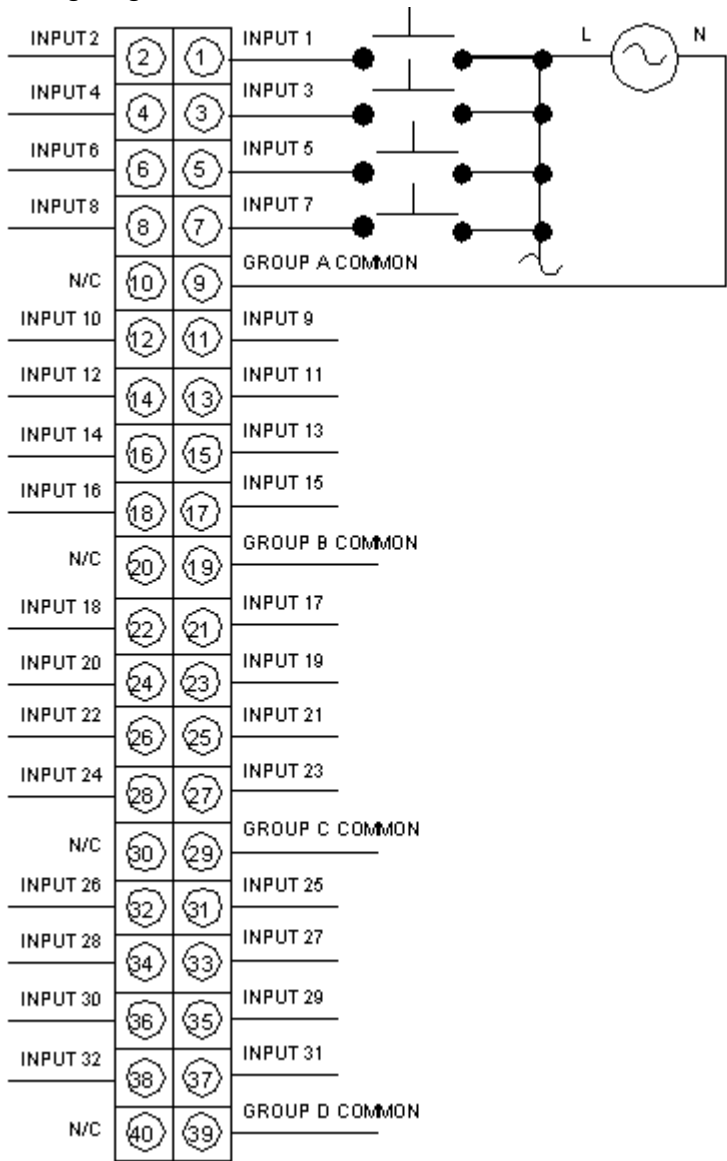 L N
INPUT 2 2 1 INPUT 1
INPUT 4 4 3 INPUT 3
INPUT 6 6 5 INPUT 5
INPUT 8 8 7 INPUT 7
N/C 10 9 GROUP A COMMON
INPUT 10 12 11 INPUT 9
INPUT 12 14 13 INPUT 11
INPUT 14 16 15 INPUT 13
INPUT 16 18 17 INPUT 15
N/C 20 19 GROUP B COMMON
INPUT 18 22 21 INPUT 17
INPUT 20 24 23 INPUT 19
INPUT 22 26 25 INPUT 21
INPUT 24 28 27 INPUT 23
N/C 30 29 GROUP C COMMON
INPUT 26 32 31 INPUT 25
INPUT 28 34 33 INPUT 27
INPUT 30 36 35 INPUT 29
INPUT 32 38 37 INPUT 31
N/C 40 39 GROUP D COMMON